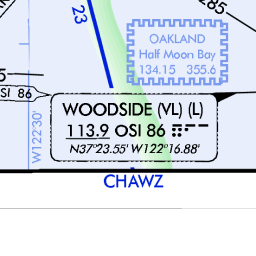 23
285
OAKLAND
Half Moon Bay
134.15 355.6
5
SI 86
WOODSIDE (VL) (L)
113.9 OSI 86
N37°23.55' W122°16.88'
W122°30'
CHAWZ